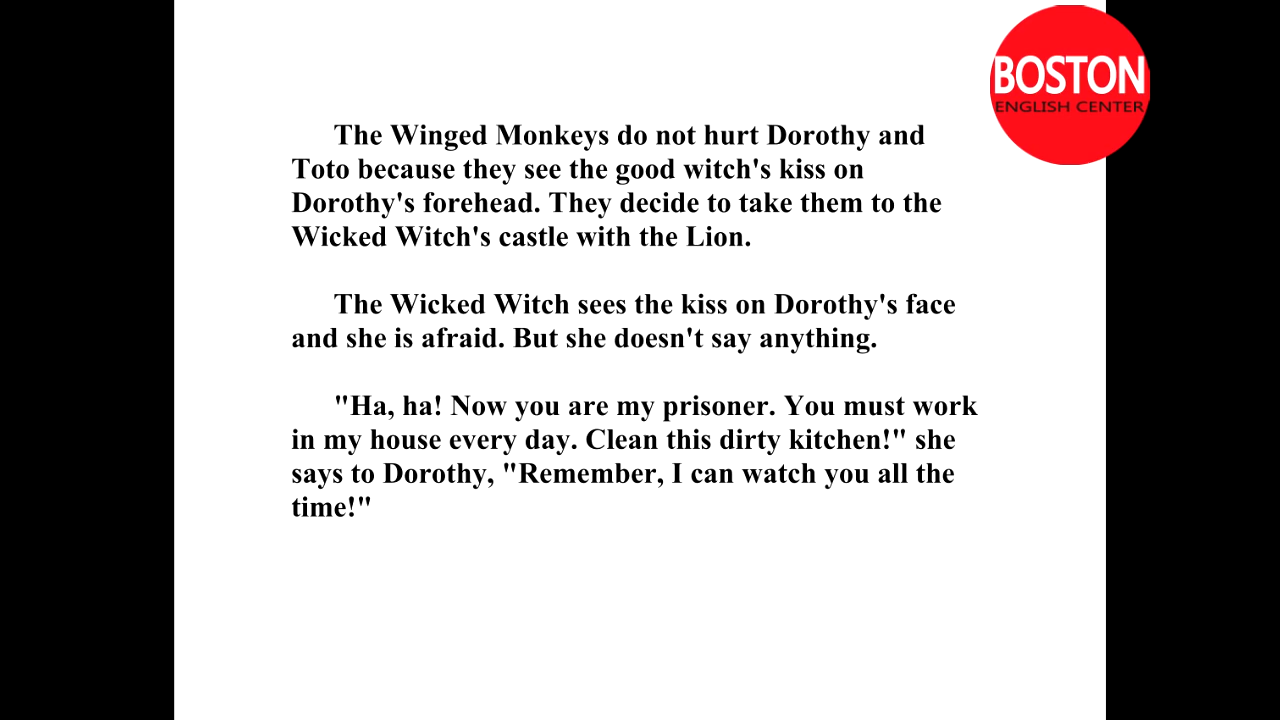 BOSTON
ENGLISH CENTER
The Winged Monkeys do not hurt Dorothy and
Toto because they see the good witch's kiss on
Dorothy's forehead. They decide to take them to the
Wicked Witch's castle with the Lion.
The Wicked Witch sees the kiss on Dorothy's face
and she is afraid. But she doesn't say anything.
"Ha, ha! Now you are my prisoner. You must work
in my house every day. Clean this dirty kitchen!" she
says to Dorothy, "Remember, I can watch you all the
time!"